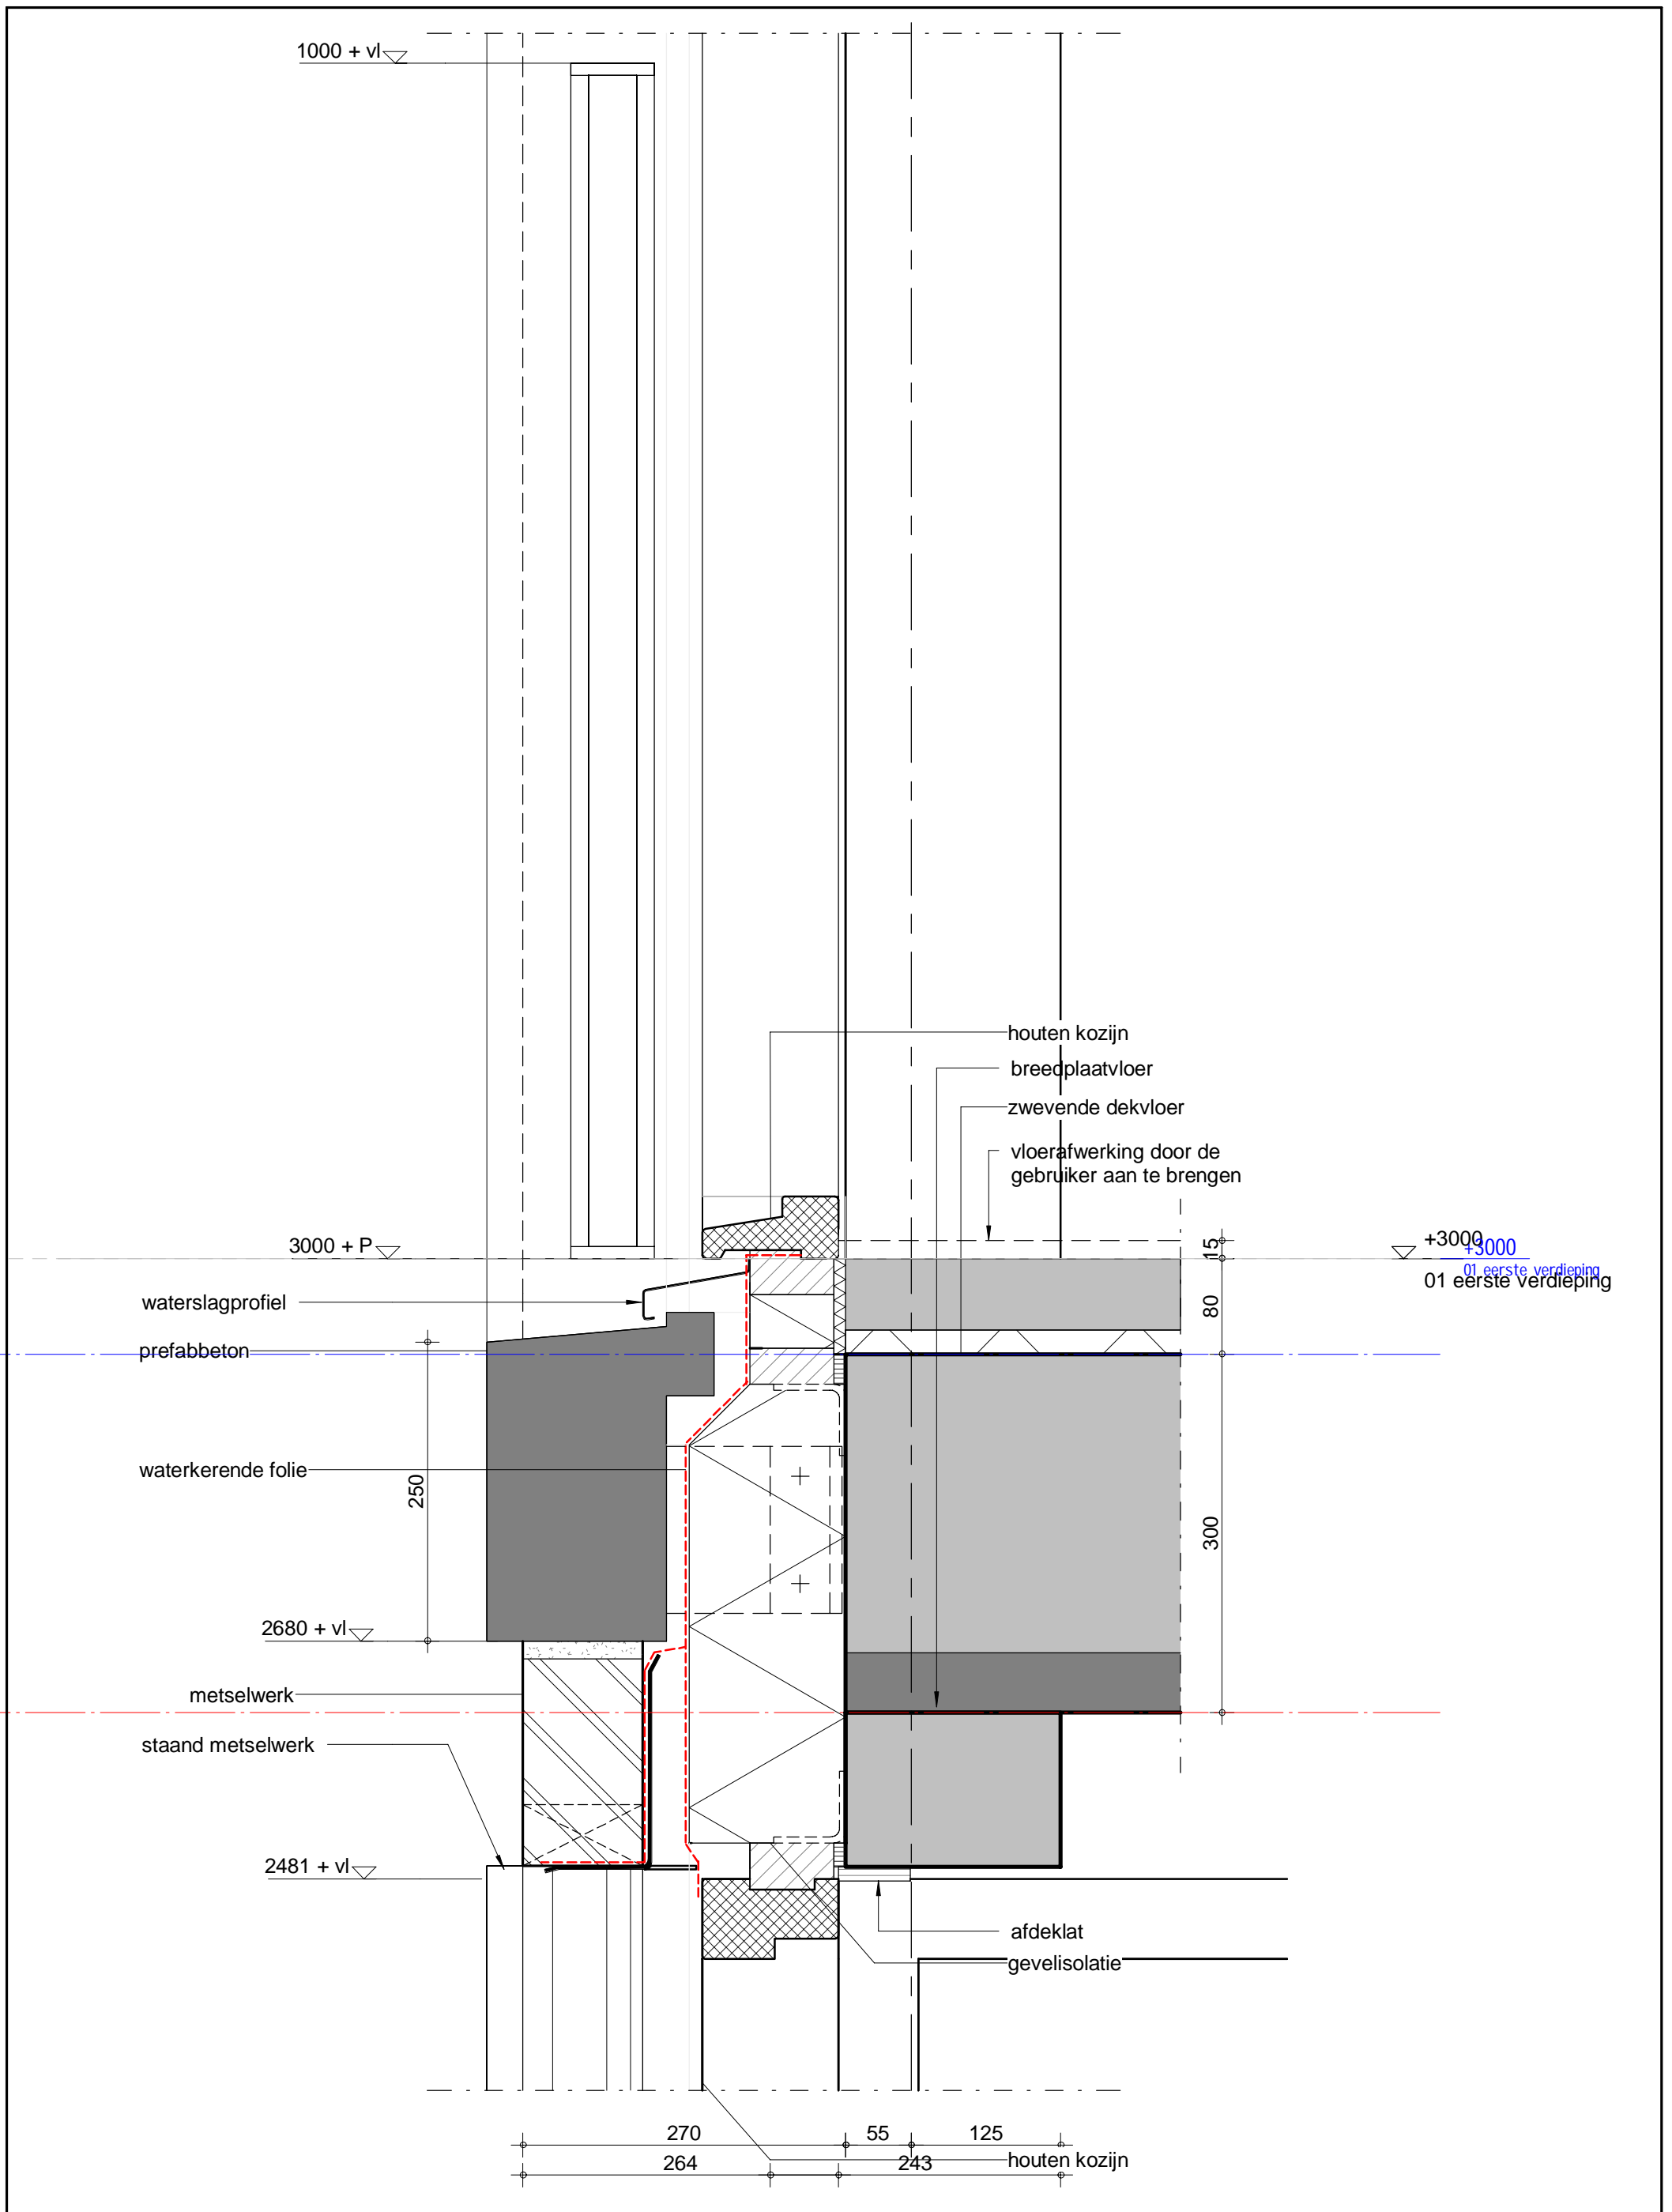 1000 + vl
houten kozijn
breedplaatvloer
zwevende dekvloer
vloerafwerking door de
gebruiker aan te brengen
3000 + P
15
+3000
+3000
01 eerste verdieping
01 eerste verdieping
waterslagprofiel
80
prefabbeton
waterkerende folie
250
300
2680 + vl
metselwerk
staand metselwerk
2481 + vl
afdeklat
gevelisolatie
270
55
125
houten kozijn
264
243